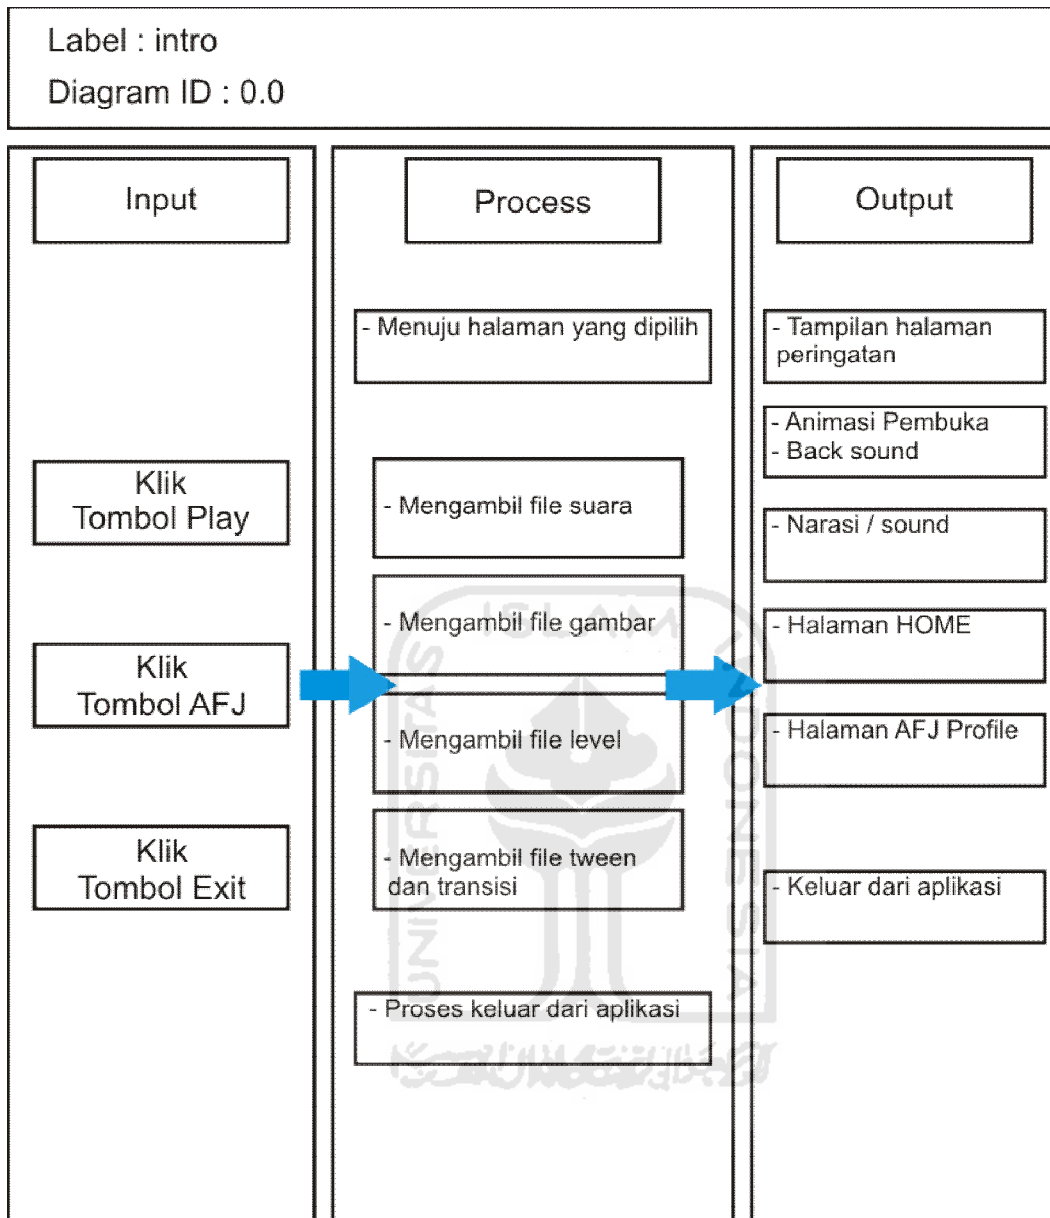 Label : intro
Diagram ID : 0.0
Input
Klik
Tombol Play
Klik
Tombol AFJ
Klik
Tombol Exit
Process
- Menuju halaman yang dipilih
- Mengambil file suara
- Mengambil file gambar
- Mengambil file level
- Mengambil file tween
dan transisi
- Proses keluar dari aplikasi
Output
- Tampilan halaman
peringatan
- Animasi Pembuka
- Back sound
- Narasi / sound
- Halaman HOME
- Halaman AFJ Profile
- Keluar dari aplikasi
UNIVERSITAS
ISLAM
INDONESIA